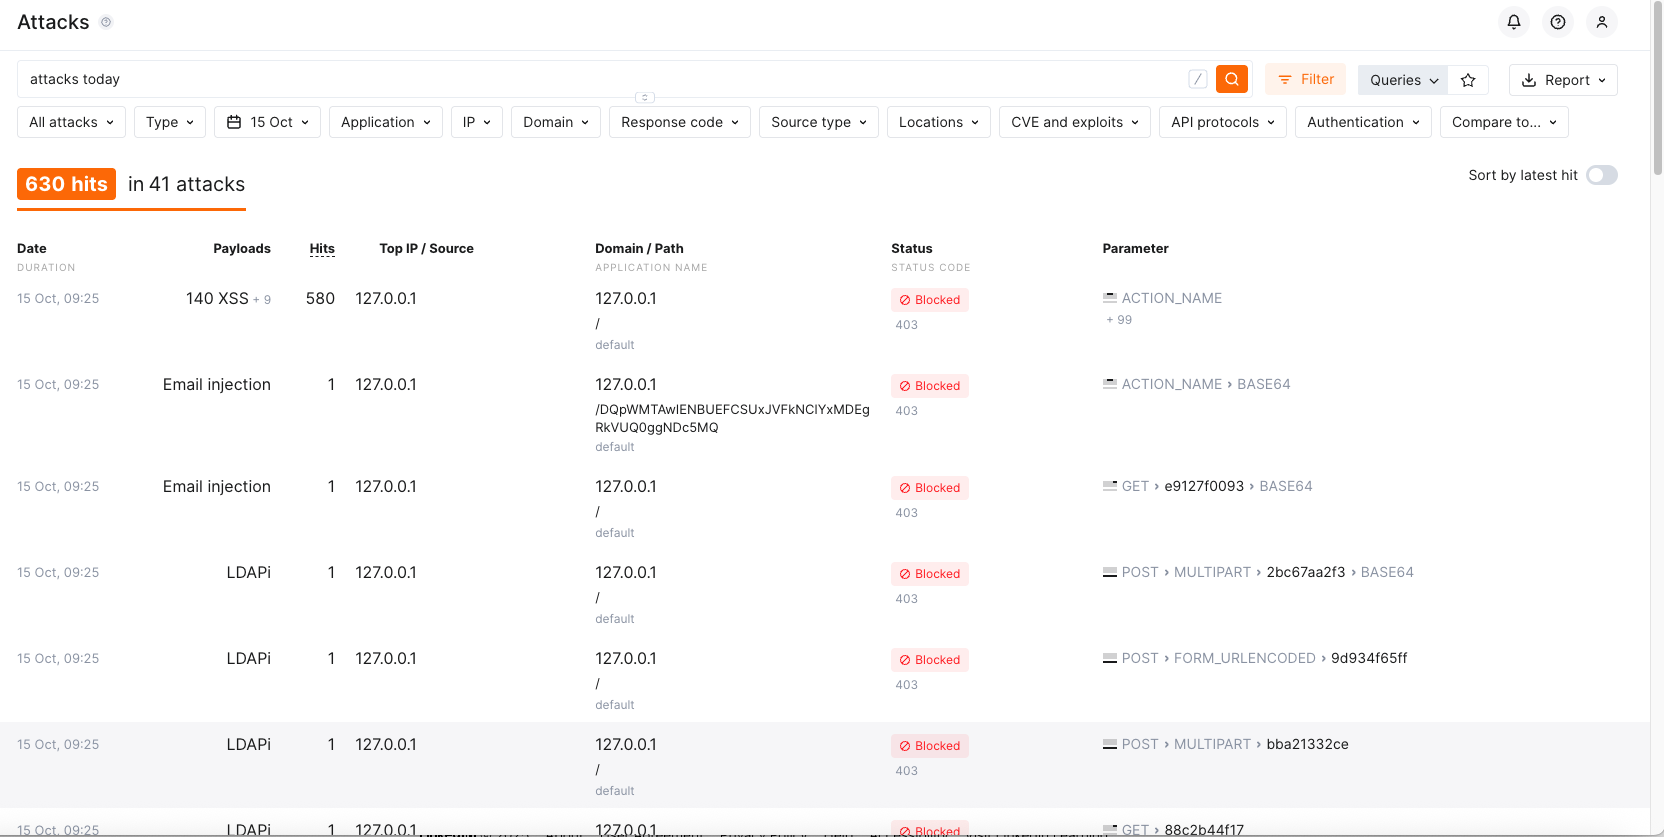 Attacks
attacks today
/
Filter
Queries
Report
All attacks
Type
15 Oct
Application
IP
Domain
Response code
Source type
Locations
CVE and exploits
API protocols
Authentication
Compare to...
630 hits in 41 attacks
Sort by latest hit
Date Payloads Hits Top IP / Source Domain / Path Status Parameter
DURATION APPLICATION NAME STATUS CODE
15 Oct, 09:25 140 XSS + 9 580 127.0.0.1 127.0.0.1 Blocked ACTION_NAME
/ 403 + 99
default
15 Oct, 09:25 Email injection 1 127.0.0.1 127.0.0.1 Blocked ACTION_NAME › BASE64
403
RkVUQ0ggNDc5MQ
default
15 Oct, 09:25 Email injection 1 127.0.0.1 127.0.0.1 Blocked GET › e9127f0093 › BASE64
/ 403
default
15 Oct, 09:25 LDAPi 1 127.0.0.1 127.0.0.1 Blocked POST › MULTIPART › 2bc67aa2f3 › BASE64
/ 403
default
15 Oct, 09:25 LDAPi 1 127.0.0.1 127.0.0.1 Blocked POST › FORM_URLENCODED › 9d934f65ff
/ 403
default
15 Oct, 09:25 LDAPi 1 127.0.0.1 127.0.0.1 Blocked POST › MULTIPART › bba21332ce
/ 403
default
15 Oct, 09:25 LDAPi 1 127.0.0.1 127.0.0.1 Blocked GET › 88c2b44f17